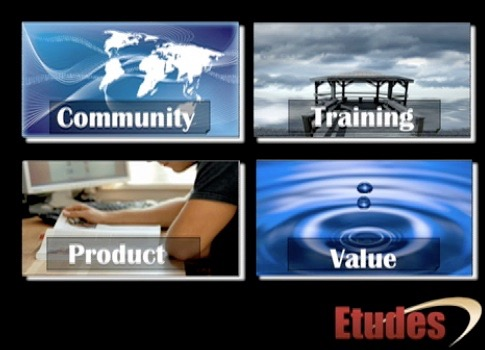 Community
Training
Product
Value
Etudes